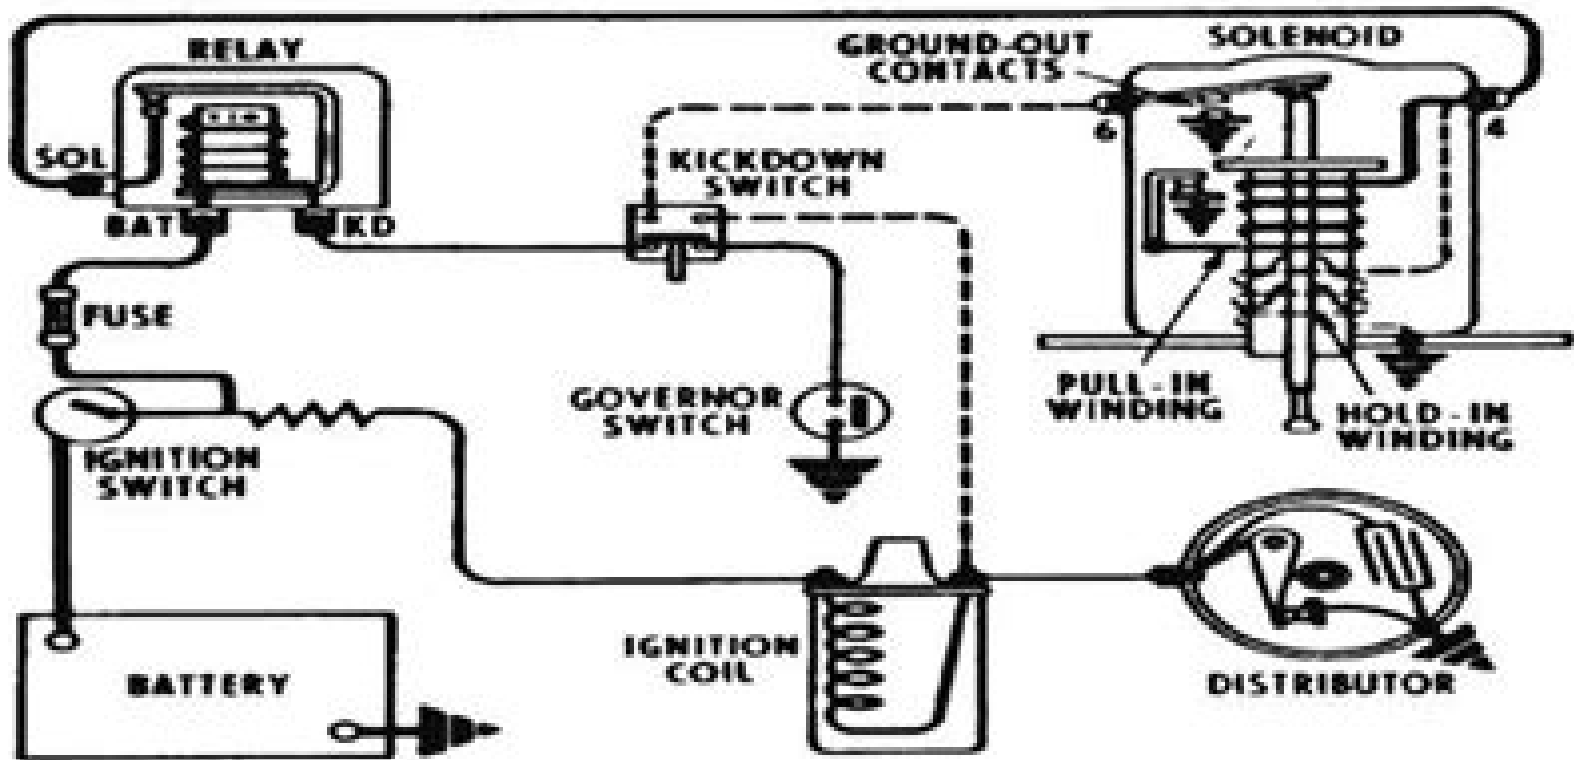 RELAY
GROUND-OUT
CONTACTS
SOLENOID
SOL
6
4
KICKDOWN
SWITCH
BAT
KD
FUSE
GOVERNOR
SWITCH
PULL-IN
WINDING
HOLD-IN
WINDING
IGNITION
SWITCH
IGNITION
COIL
BATTERY
DISTRIBUTOR